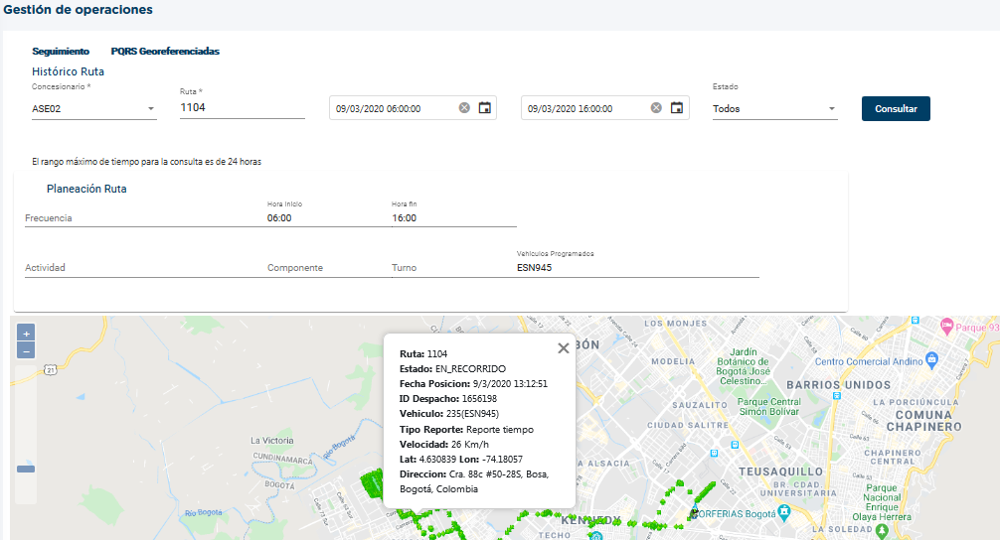 Gestión de operaciones
Seguimiento PQRS Georeferenciadas
Histórico Ruta
Concesionario *
ASE02
Ruta *
1104
09/03/2020 06:00:00
09/03/2020 16:00:00
Estado
Todos
Consultar
El rango máximo de tiempo para la consulta es de 24 horas
Planeación Ruta
Frecuencia
Hora inicio
06:00
Hora fin
16:00
Actividad
Componente
Turno
Vehículos Programados
ESN945
+
−
21
Ruta: 1104
Estado: EN_RECORRIDO
Fecha Posicion: 9/3/2020 13:12:51
ID Despacho: 1656198
Vehiculo: 235(ESN945)
Tipo Reporte: Reporte tiempo
Velocidad: 26 Km/h
Lat: 4.630839 Lon: -74.18057
Direccion: Cra. 88c #50-28S, Bosa,
Bogotá, Colombia
La Victoria
CUNDINAMARCA
BOGOTÁ
Río Bogotá
Río Bogotá
LOS MONJES
Parque 93
MODELIA
Jardín
Botánico de
Bogotá José
Celestino...
Centro Comercial Andino
BARRIOS UNIDOS
SAUZALITO
Parque Central
Simón Bolívar
LA PORCIÚNCULA
COMUNA
CHAPINERO
CIUDAD SALITRE
CHAPINERO
CENTRAL
ALSACIA
TEUSAQUILLO
BR. CDAD.
UNIVERSITARIA
Parque
Nacional
Enrique
Olaya Herrera
CORFERIAS Bogotá
KENNEDY
TECHO
LA SOLEDAD